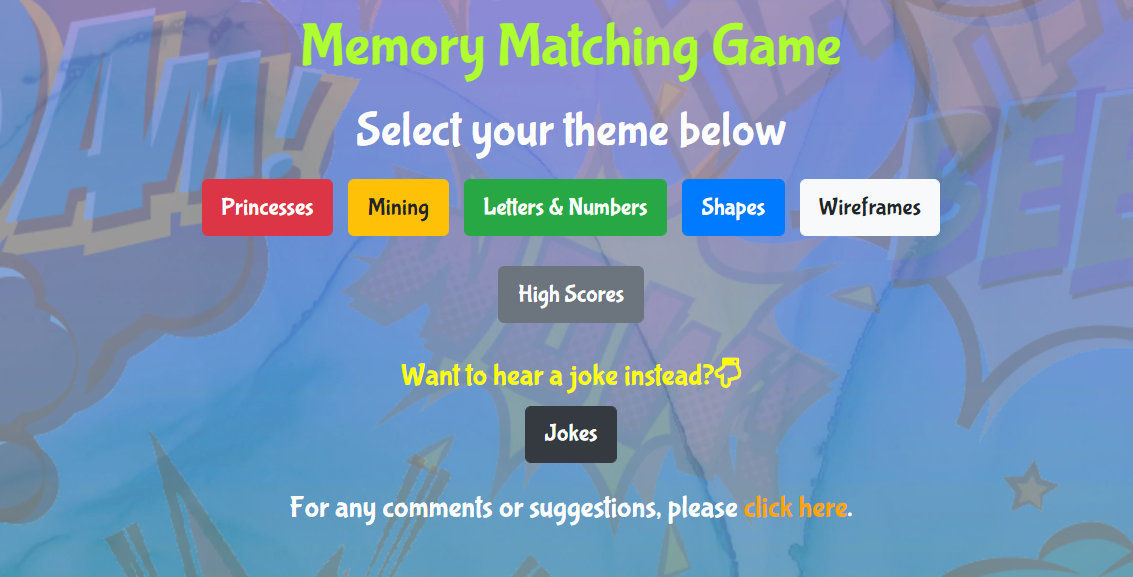 Memory Matching Game
Select your theme below
Princesses Mining Letters & Numbers Shapes Wireframes
High Scores
Want to hear a joke instead?
Jokes
For any comments or suggestions, please click here.